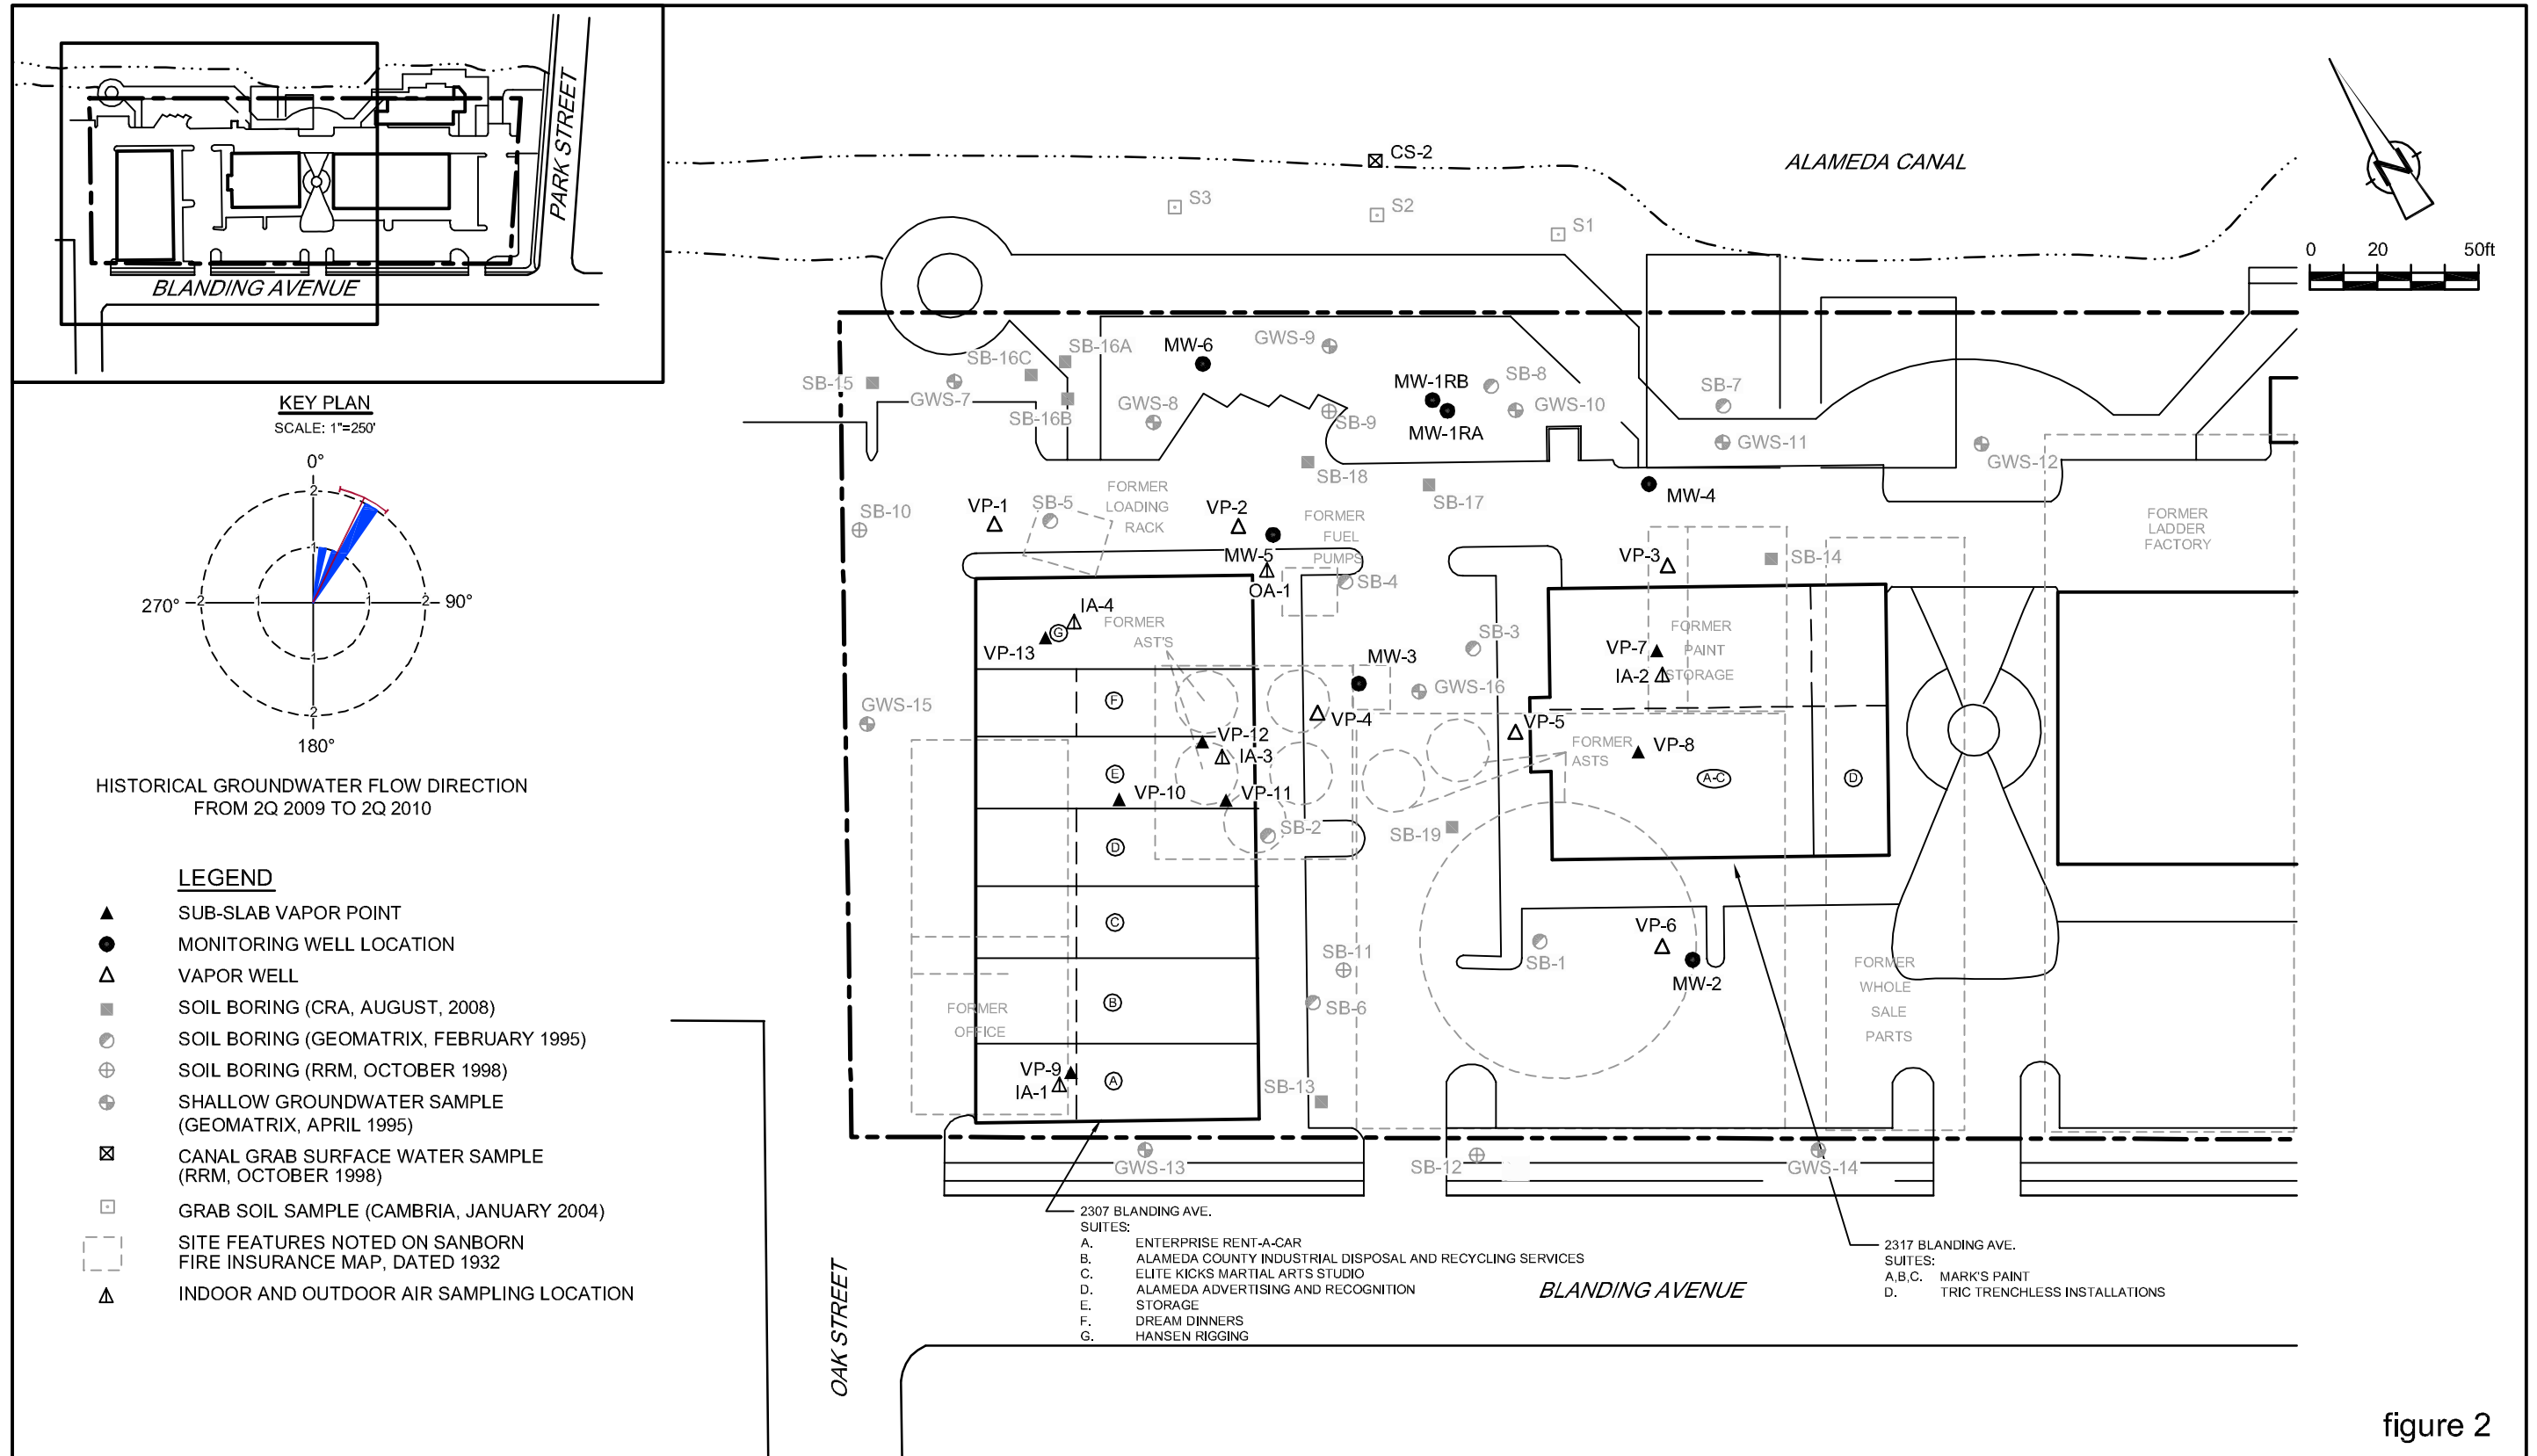 PARK STREET
BLANDING AVENUE
KEY PLAN
SCALE: 1"=250'
0°
2
1
270°
2
1
1
2
90°
1
2
180°
HISTORICAL GROUNDWATER FLOW DIRECTION
FROM 2Q 2009 TO 2Q 2010
LEGEND
SUB-SLAB VAPOR POINT
MONITORING WELL LOCATION
VAPOR WELL
SOIL BORING (CRA, AUGUST, 2008)
SOIL BORING (GEOMATRIX, FEBRUARY 1995)
SOIL BORING (RRM, OCTOBER 1998)
SHALLOW GROUNDWATER SAMPLE
(GEOMATRIX, APRIL 1995)
CANAL GRAB SURFACE WATER SAMPLE
(RRM, OCTOBER 1998)
GRAB SOIL SAMPLE (CAMBRIA, JANUARY 2004)
SITE FEATURES NOTED ON SANBORN
FIRE INSURANCE MAP, DATED 1932
INDOOR AND OUTDOOR AIR SAMPLING LOCATION
CS-2
ALAMEDA CANAL
N
0 20 50ft
S3
S2
S1
SB-15
SB-16C
SB-16A
GWS-7
SB-16B
MW-6
GWS-8
GWS-9
SB-9
MW-1RB
MW-1RA
SB-8
GWS-10
SB-7
GWS-11
GWS-12
SB-18
SB-17
MW-4
SB-10
VP-1
SB-5
FORMER
LOADING
RACK
VP-2
MW-5
OA-1
FORMER
FUEL
PUMPS
SB-4
VP-3
SB-14
FORMER
LADDER
FACTORY
IA-4
G
VP-13
FORMER
AST'S
MW-3
SB-3
GWS-16
VP-7
IA-2
FORMER
PAINT
STORAGE
GWS-15
F
VP-4
VP-5
VP-12
IA-3
FORMER
ASTS
VP-8
E
VP-10
VP-11
A-C
D
SB-2
SB-19
D
C
B
A
SB-11
SB-6
SB-1
VP-6
MW-2
FORMER
WHOLE
SALE
PARTS
FORMER
OFFICE
VP-9
IA-1
SB-13
GWS-13
SB-12
GWS-14
2307 BLANDING AVE.
SUITES:
A. ENTERPRISE RENT-A-CAR
B. ALAMEDA COUNTY INDUSTRIAL DISPOSAL AND RECYCLING SERVICES
C. ELITE KICKS MARTIAL ARTS STUDIO
D. ALAMEDA ADVERTISING AND RECOGNITION
E. STORAGE
F. DREAM DINNERS
G. HANSEN RIGGING
2317 BLANDING AVE.
SUITES:
A,B,C. MARK'S PAINT
D. TRIC TRENCHLESS INSTALLATIONS
BLANDING AVENUE
OAK STREET
figure 2